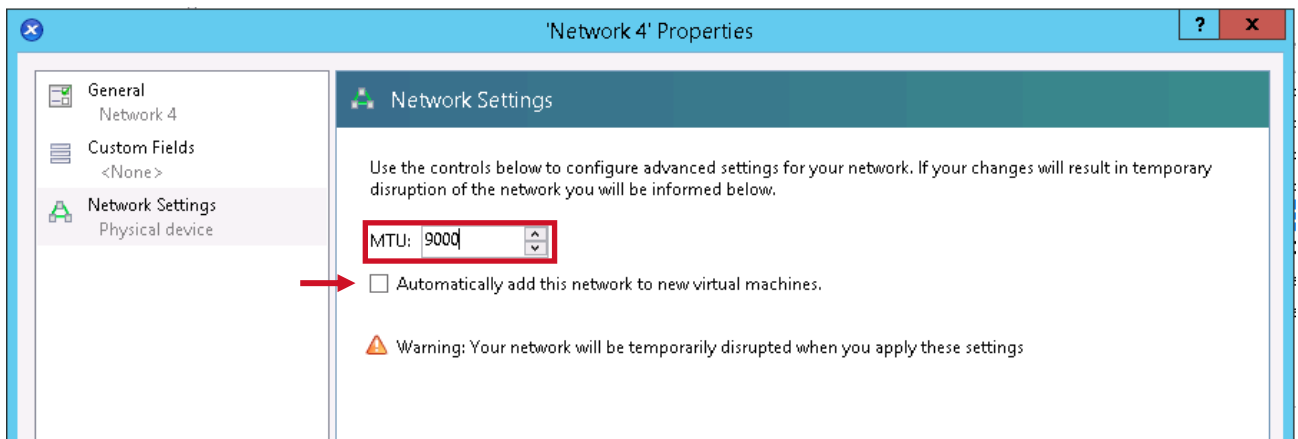 'Network 4' Properties
?
x
General
Network 4
Custom Fields
<None>
Network Settings
Physical device
Network Settings
Use the controls below to configure advanced settings for your network. If your changes will result in temporary
disruption of the network you will be informed below.
MTU: 9000
Automatically add this network to new virtual machines.
Warning: Your network will be temporarily disrupted when you apply these settings